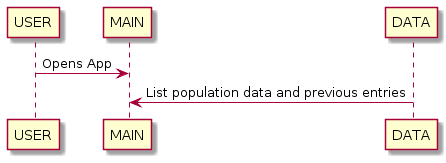 USER MAIN DATA
Opens App
List population data and previous entries
USER MAIN DATA